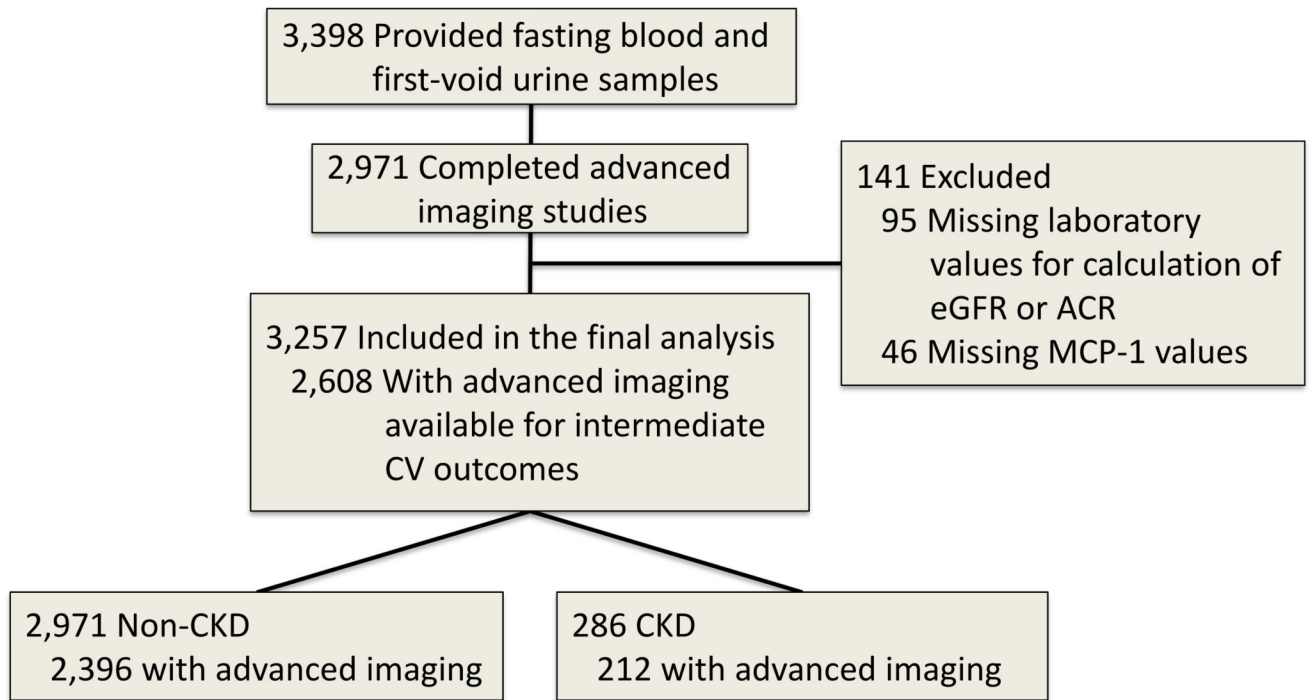 3,398 Provided fasting blood and
first-void urine samples
2,971 Completed advanced
imaging studies
141 Excluded
95 Missing laboratory
values for calculation of
eGFR or ACR
46 Missing MCP-1 values
3,257 Included in the final analysis
2,608 With advanced imaging
available for intermediate
CV outcomes
2,971 Non-CKD
2,396 with advanced imaging
286 CKD
212 with advanced imaging